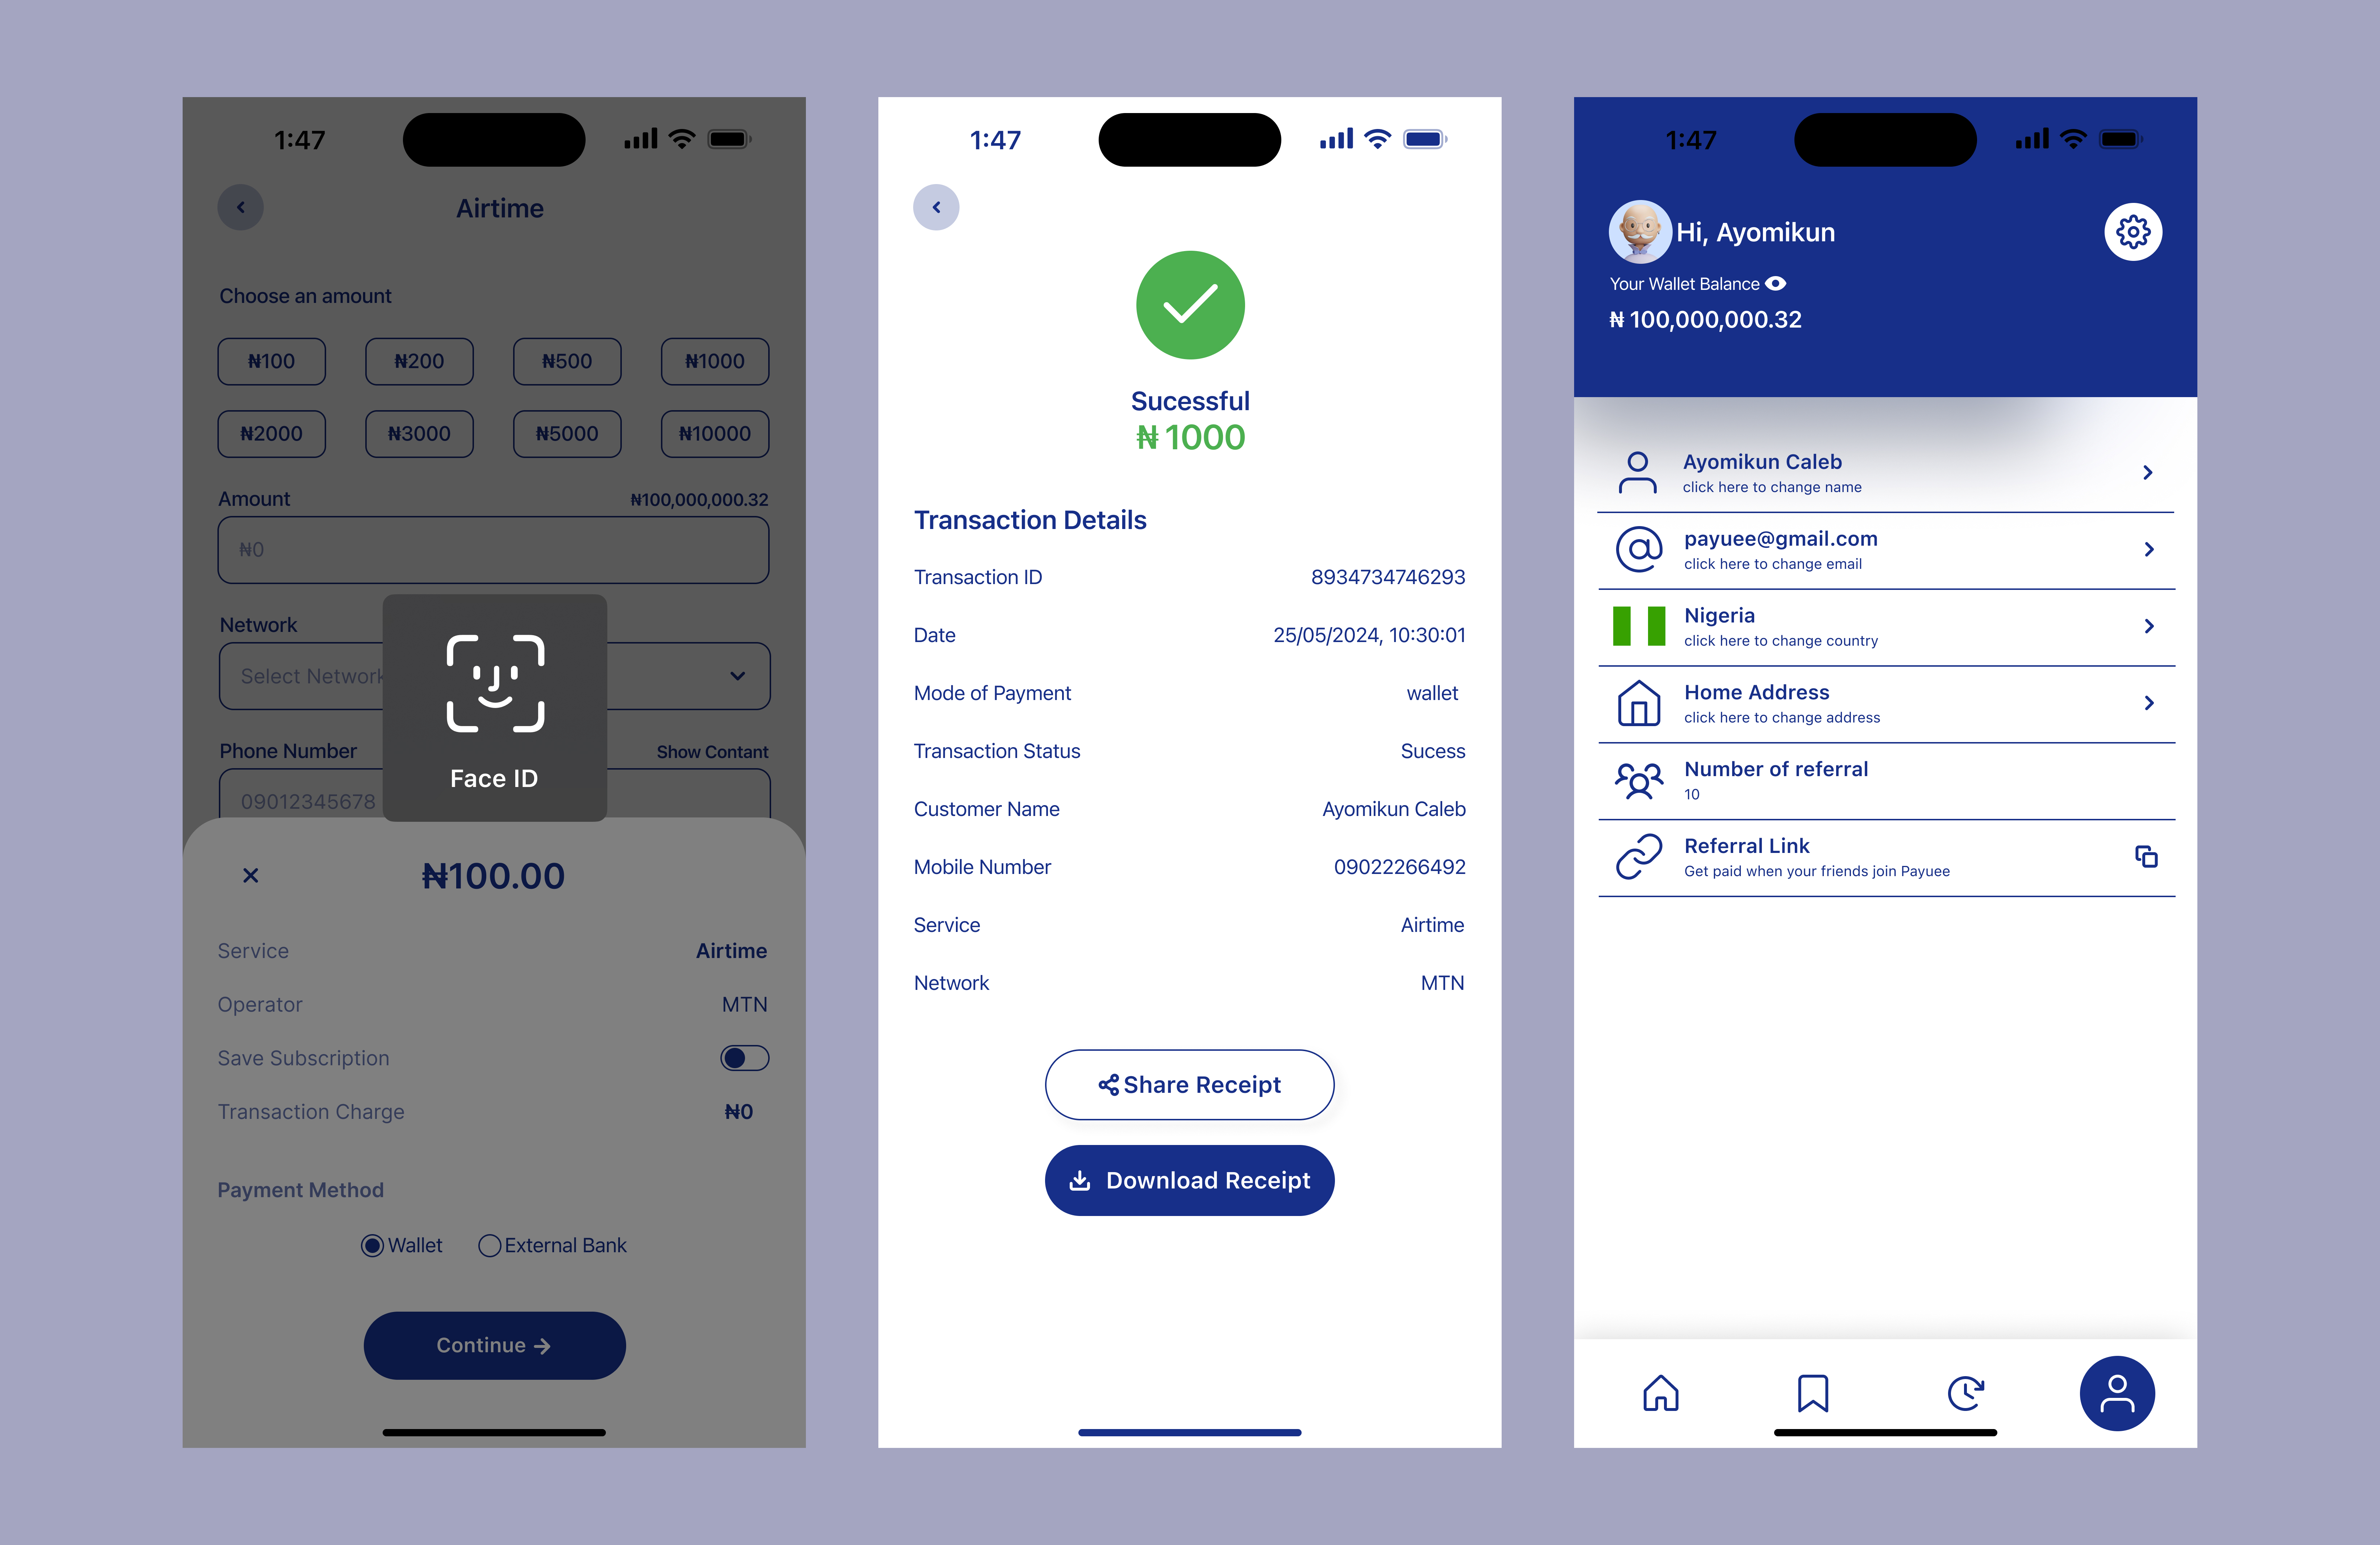 1:47
Airtime
Choose an amount
₦100 ₦200 ₦500 ₦1000
₦2000 ₦3000 ₦5000 ₦10000
Amount ₦100,000,000.32
₦0
Network
Select Network
Face ID
Phone Number Show Contant
09012345678
₦100.00
Service Airtime
Operator MTN
Save Subscription
Transaction Charge ₦0
Payment Method
Wallet External Bank
Continue
1:47
Sucessful
₦ 1000
Transaction Details
Transaction ID 8934734746293
Date 25/05/2024, 10:30:01
Mode of Payment wallet
Transaction Status Sucess
Customer Name Ayomikun Caleb
Mobile Number 09022266492
Service Airtime
Network MTN
Share Receipt
Download Receipt
1:47
Hi, Ayomikun
Your Wallet Balance
₦ 100,000,000.32
Ayomikun Caleb
click here to change name
payuee@gmail.com
click here to change email
Nigeria
click here to change country
Home Address
click here to change address
Number of referral
10
Referral Link
Get paid when your friends join Payuee